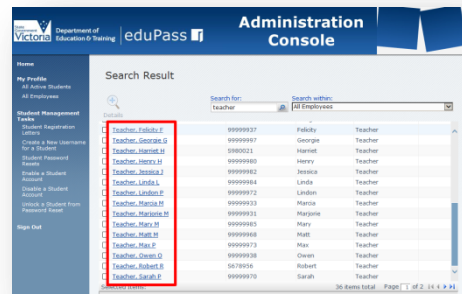 State Government
Victoria
Department of
Education & Training
eduPass
Administration
Console
Home
My Profile
All Active Students
All Employees
Student Management
Tasks
Student Registration
Letters
Create a New Username
for a Student
Student Password
Resets
Enable a Student
Account
Disable a Student
Account
Unlock a Student from
Password Reset
Sign Out
Search Result
Search for:
Search within:
teacher
All Employees
Details
Teacher, Felicity F 99999937 Felicity Teacher
Teacher, Georgie G 99999997 Georgie Teacher
Teacher, Harriet H 5980021 Harriet Teacher
Teacher, Henry H 99999980 Henry Teacher
Teacher, Jessica J 99999982 Jessica Teacher
Teacher, Linda L 99999984 Linda Teacher
Teacher, Lindon P 99999972 Lindon Teacher
Teacher, Marcia M 99999933 Marcia Teacher
Teacher, Marjorie M 99999931 Marjorie Teacher
Teacher, Mary M 99999985 Mary Teacher
Teacher, Matt M 99999968 Matt Teacher
Teacher, Max P 99999973 Max Teacher
Teacher, Owen O 99999938 Owen Teacher
Teacher, Robert R 5678956 Robert Teacher
Teacher, Sarah P 99999970 Sarah Teacher
Selected Items:
36 items total Page 1 of 2